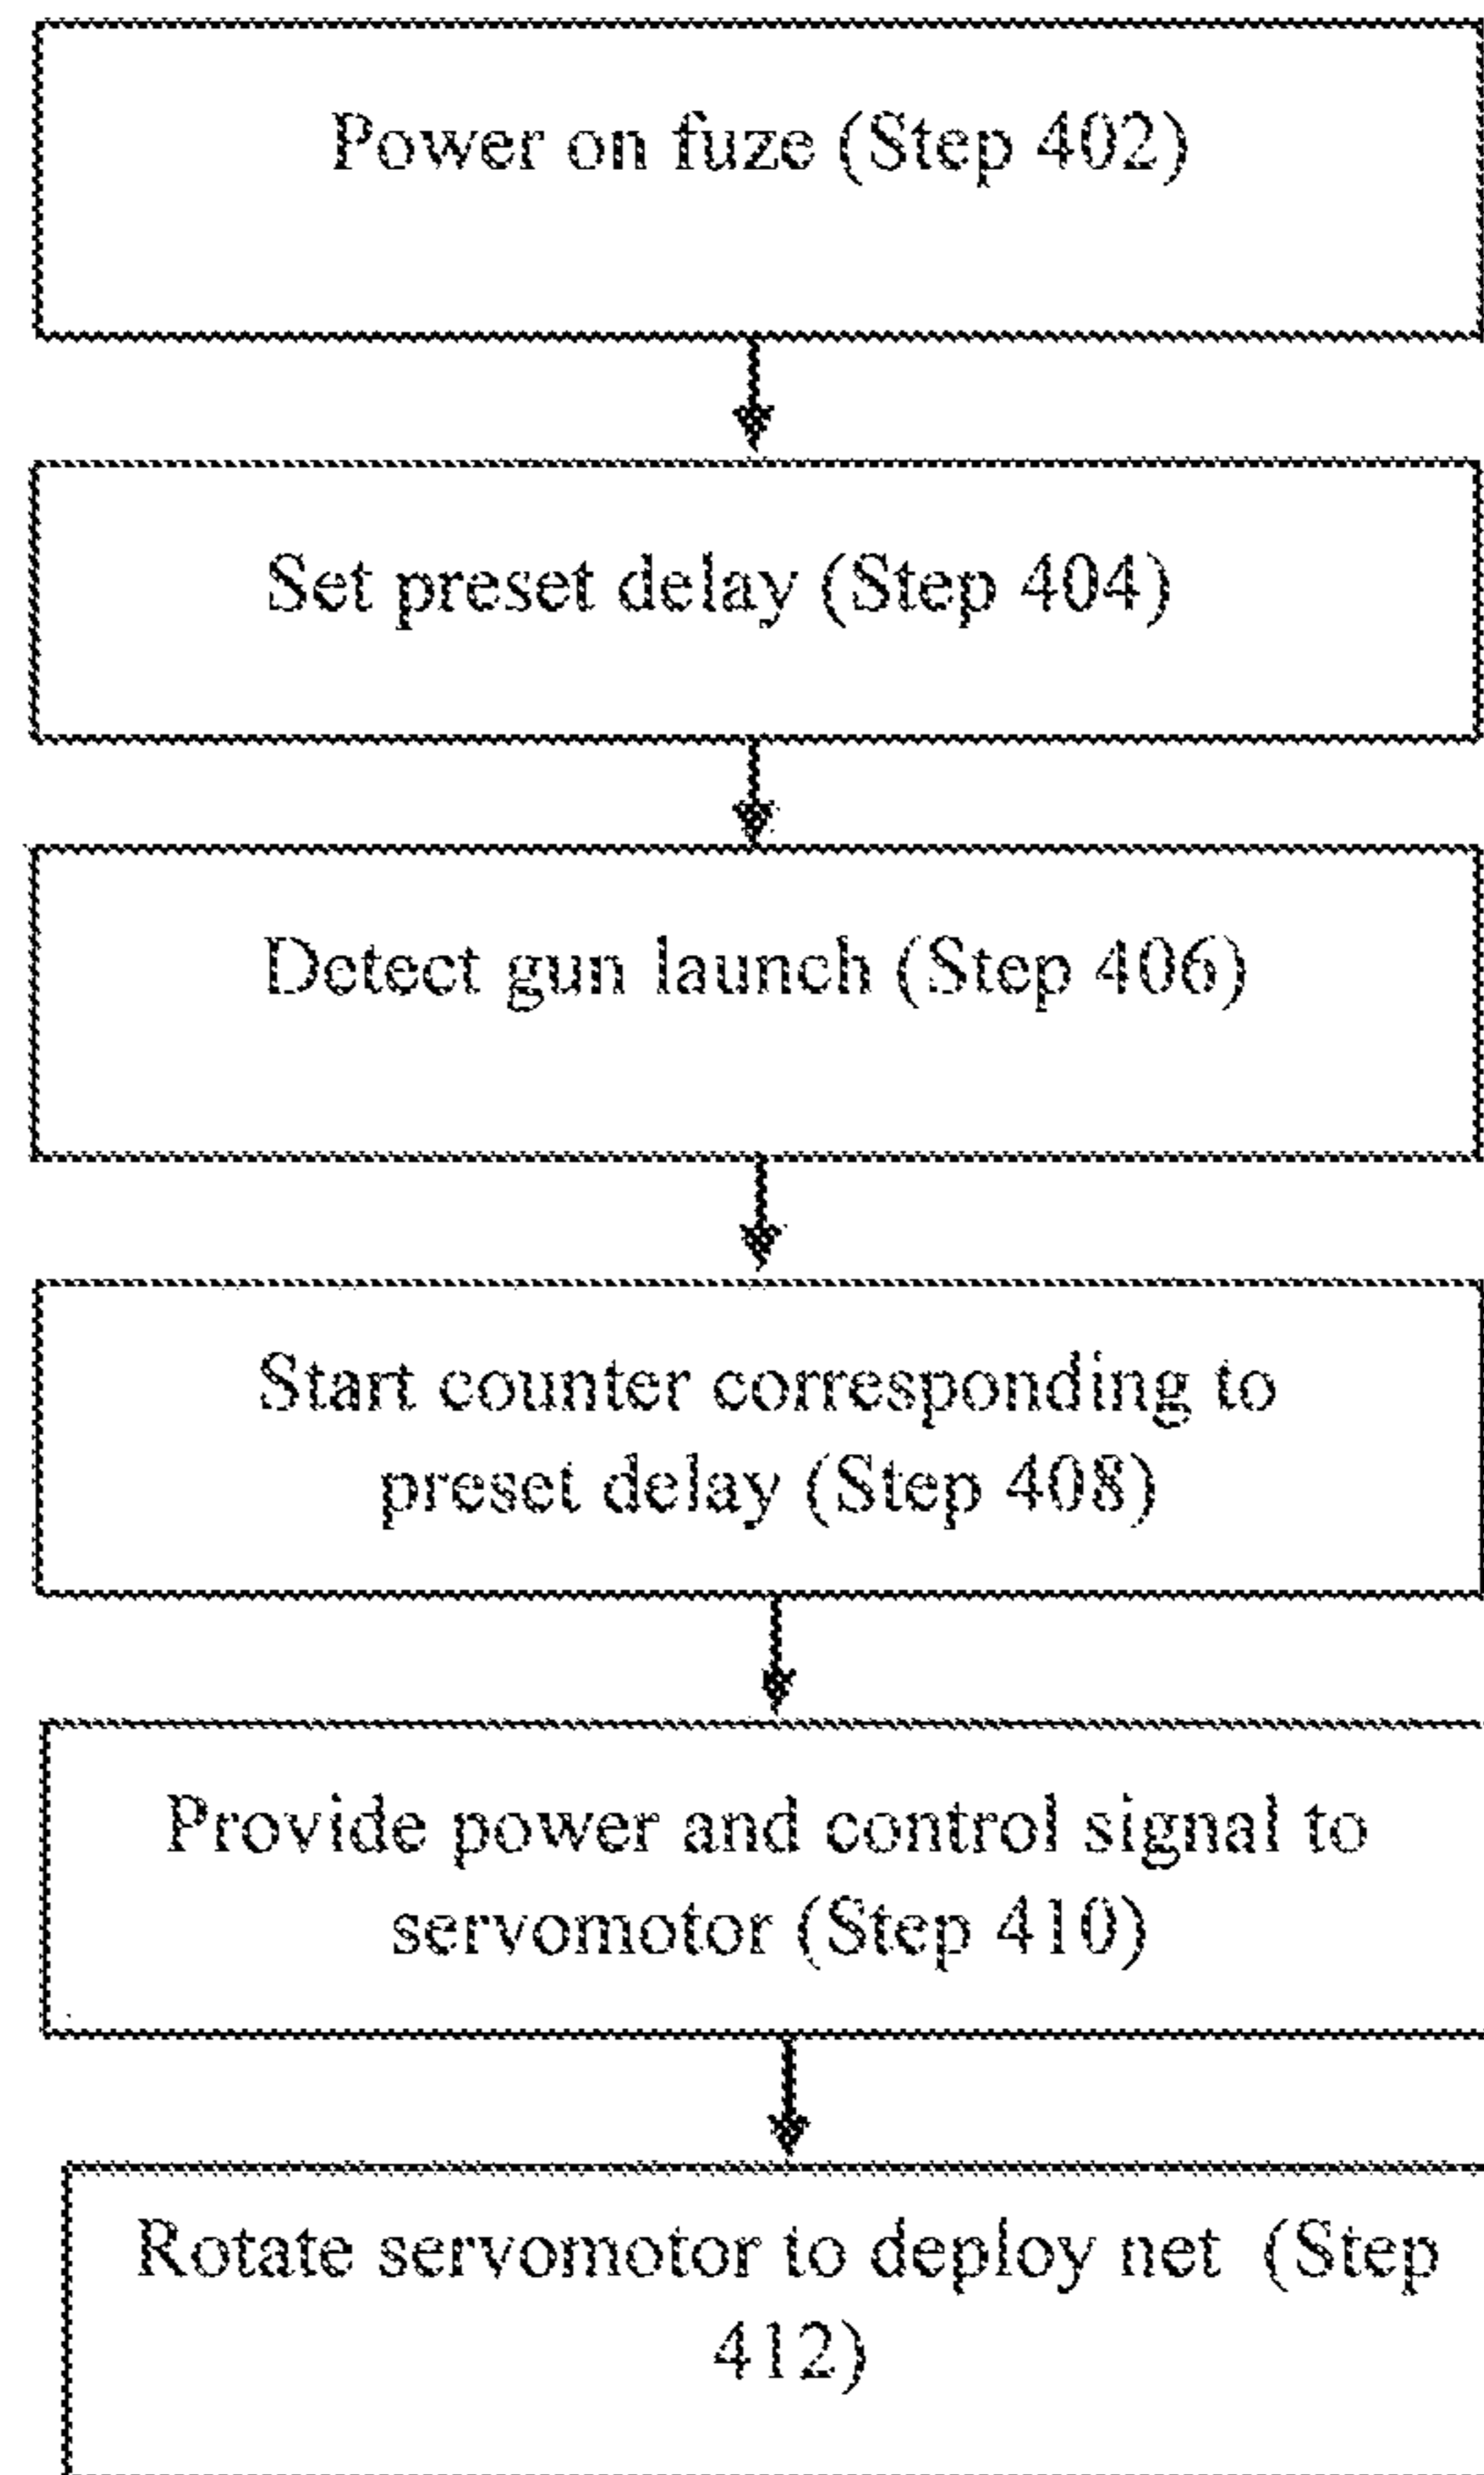 Power on fuze (Step 402)
Set preset delay (Step 404)
Detect gun launch (Step 406)
Start counter corresponding to
preset delay (Step 408)
Provide power and control signal to
servomotor (Step 410)
Rotate servomotor to deploy net (Step
412)